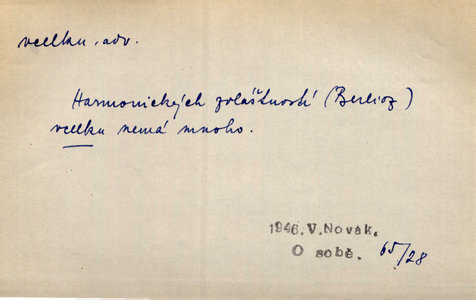 vcelku. adv.
Harmonických zvláštností (Berlioz)
vcelku nemá mnoho.
1946. V. Novák.
O sobě. 65/28